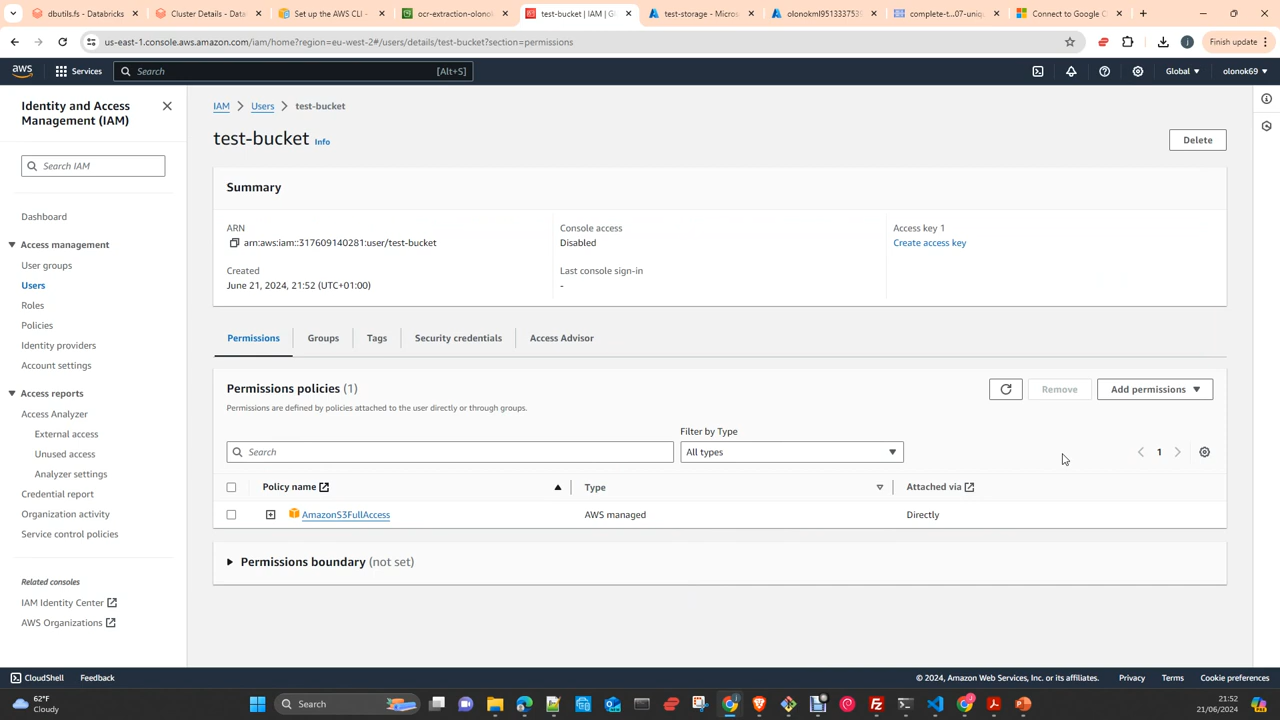 dbutils.fs - Databricks
Cluster Details - Data
Set up the AWS CLI -
ocr-extraction-olonok
test-bucket | IAM | G
test-storage - Micros
olonokml9513337539
complete-t...07-uniq
Connect to Google C
us-east-1.console.aws.amazon.com/iam/home?region=eu-west-2#/users/details/test-bucket?section=permissions
j
Finish update
aws
Services
Search
[Alt+S]
Global
olonok69
Identity and Access
Management (IAM)
Search IAM
Dashboard
Access management
User groups
Users
Roles
Policies
Identity providers
Account settings
Access reports
Access Analyzer
External access
Unused access
Analyzer settings
Credential report
Organization activity
Service control policies
Related consoles
IAM Identity Center
AWS Organizations
IAM
Users
test-bucket
test-bucket
Info
Delete
Summary
ARN
arn:aws:iam::317609140281:user/test-bucket
Console access
Disabled
Access key 1
Create access key
Created
June 21, 2024, 21:52 (UTC+01:00)
Last console sign-in
-
Permissions
Groups
Tags
Security credentials
Access Advisor
Permissions policies (1)
Remove
Add permissions
Permissions are defined by policies attached to the user directly or through groups.
Filter by Type
Search
All types
1
Policy name
Type
Attached via
AmazonS3FullAccess
AWS managed
Directly
Permissions boundary (not set)
CloudShell
Feedback
© 2024, Amazon Web Services, Inc. or its affiliates.
Privacy
Terms
Cookie preferences
62°F
Cloudy
Search
21:52
21/06/2024